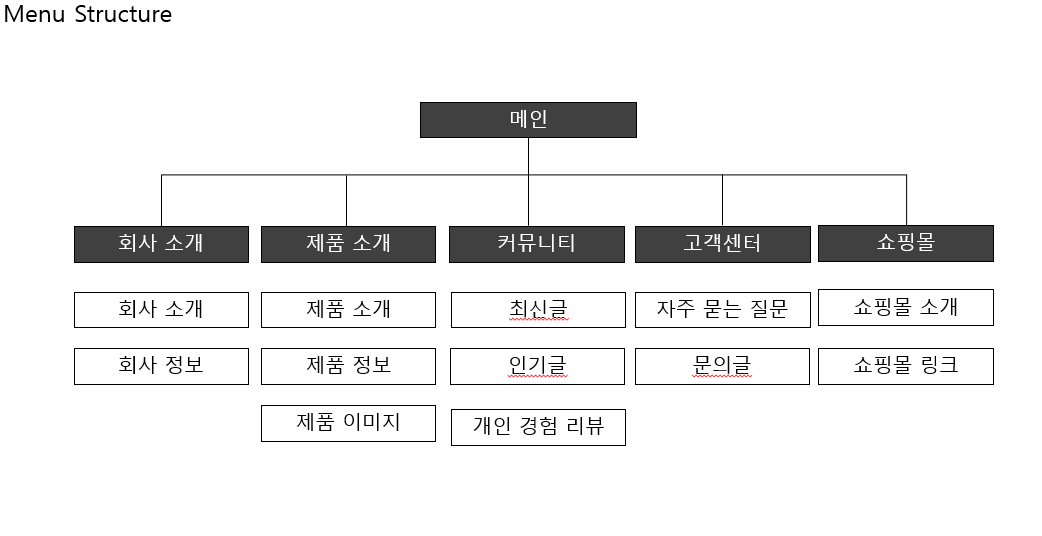 Menu Structure
메인
회사 소개
제품 소개
커뮤니티
고객센터
쇼핑몰
회사 소개
제품 소개
최신글
자주 묻는 질문
쇼핑몰 소개
회사 정보
제품 정보
인기글
문의글
쇼핑몰 링크
제품 이미지
개인 경험 리뷰